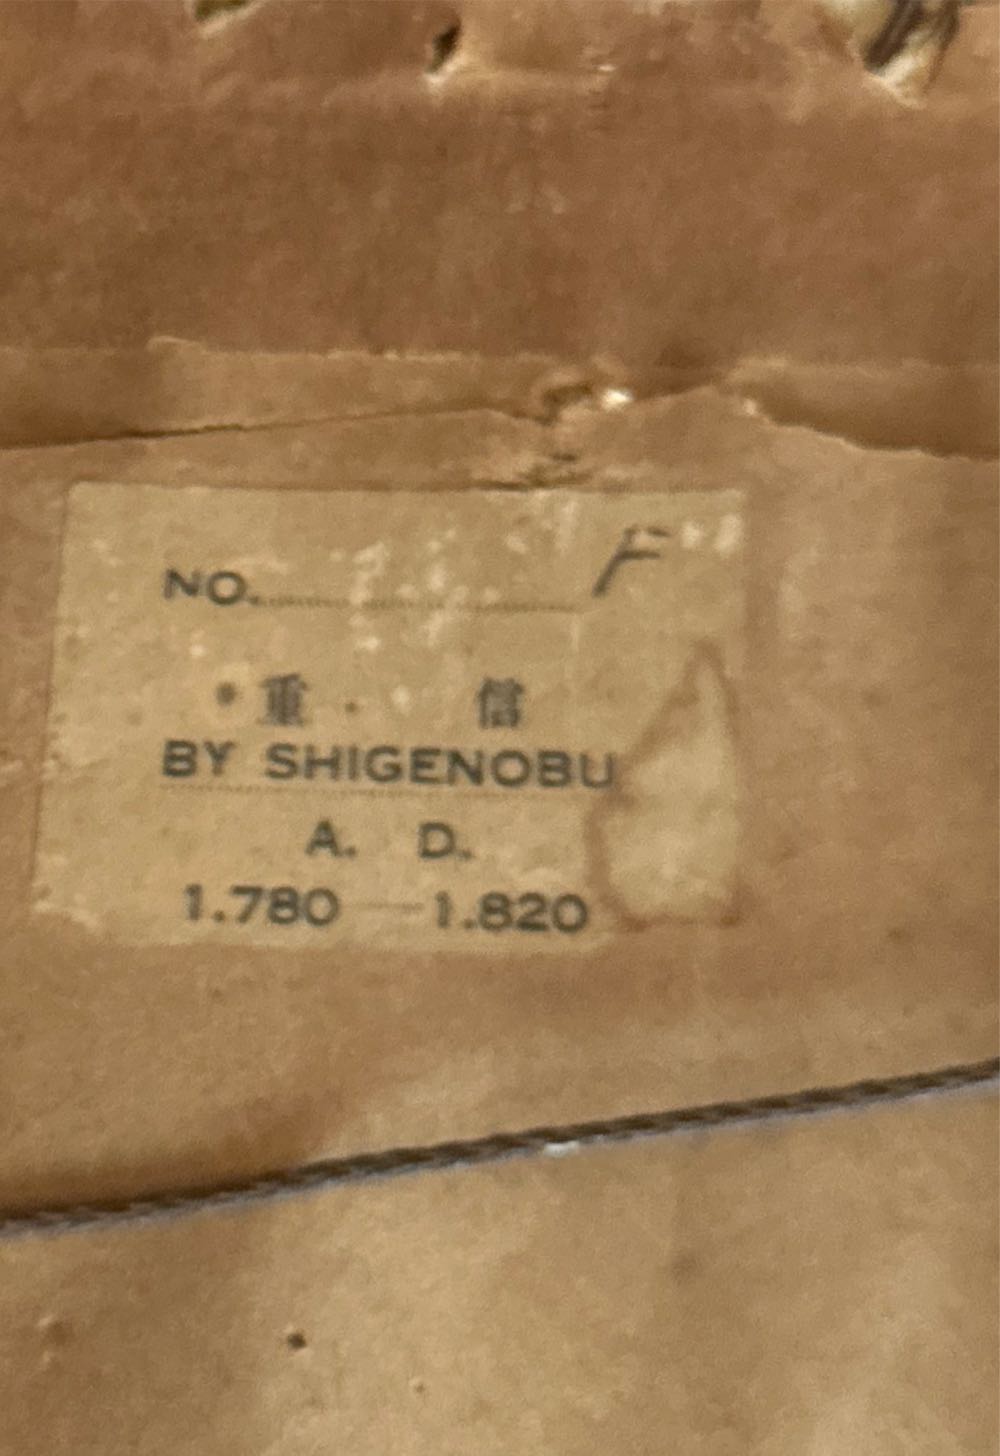 NO. F
重 信
BY SHIGENOBU
A. D.
1.780—1.820